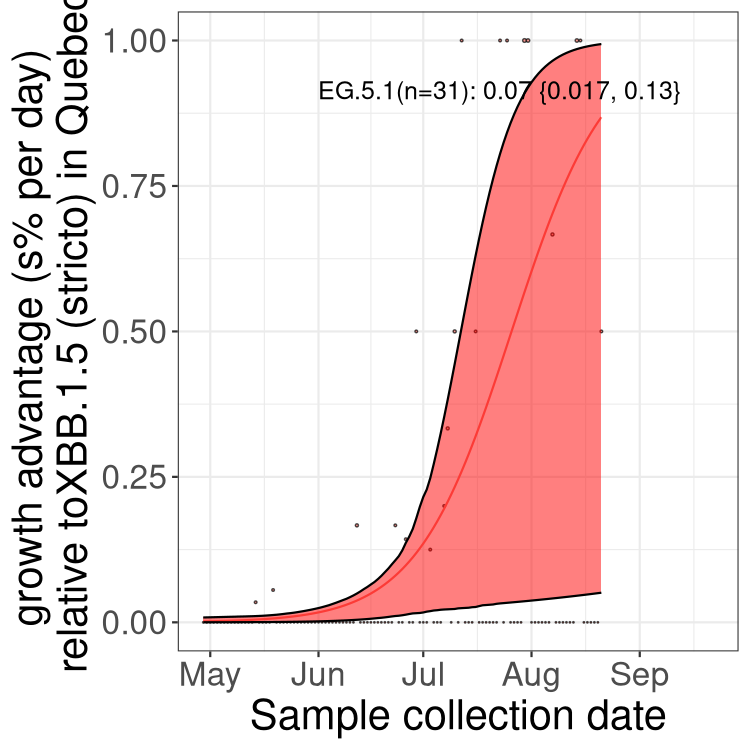 growth advantage (s% per day)
relative toXBB.1.5 (stricto) in Quebec
1.00
0.75
0.50
0.25
0.00
EG.5.1(n=31): 0.07 {0.017, 0.13}
May Jun Jul Aug Sep
Sample collection date